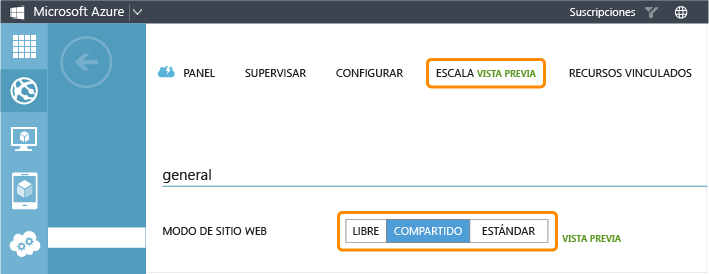 Microsoft Azure Suscripciones
PANEL SUPERVISAR CONFIGURAR ESCALA VISTA PREVIA RECURSOS VINCULADOS
general
MODO DE SITIO WEB LIBRE COMPARTIDO ESTÁNDAR VISTA PREVIA